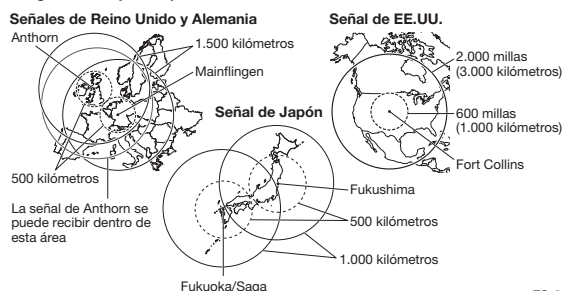 Señales de Reino Unido y Alemania
Anthorn
1.500 kilómetros
Mainflingen
500 kilómetros
La señal de Anthorn se
puede recibir dentro de
esta área
Señal de EE.UU.
2.000 millas
(3.000 kilómetros)
600 millas
(1.000 kilómetros)
Fort Collins
Señal de Japón
Fukushima
500 kilómetros
1.000 kilómetros
Fukuoka/Saga